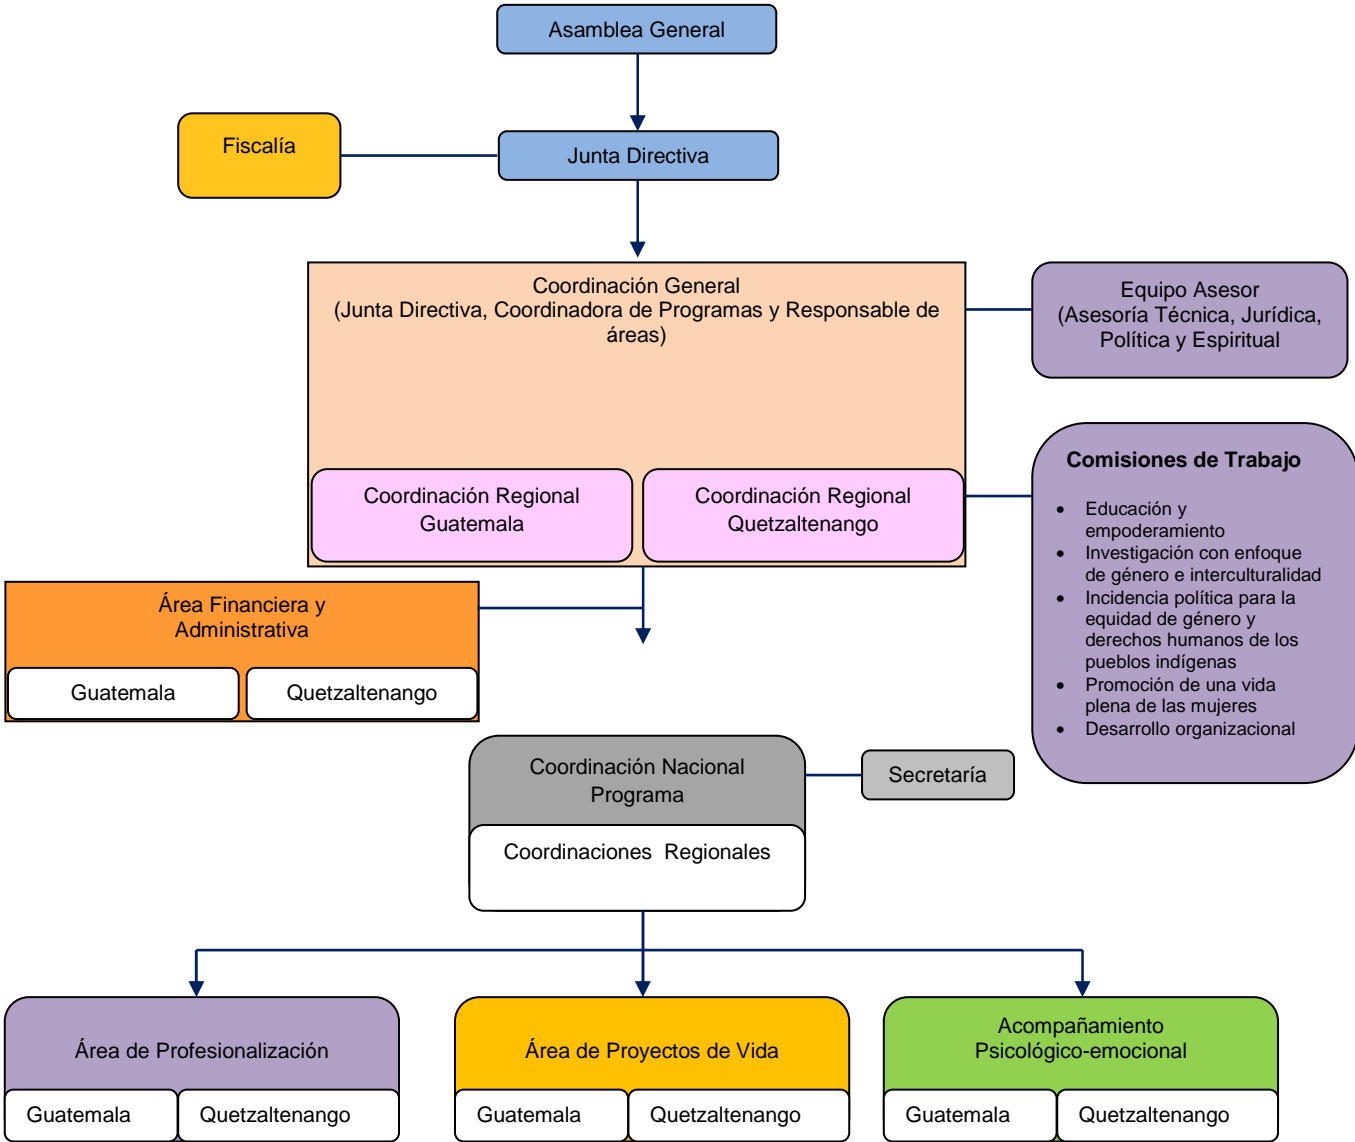 Asamblea General
Fiscalía
Junta Directiva
Coordinación General
(Junta Directiva, Coordinadora de Programas y Responsable de
áreas)
Equipo Asesor
(Asesoría Técnica, Jurídica,
Política y Espiritual
Coordinación Regional
Guatemala
Coordinación Regional
Quetzaltenango
Comisiones de Trabajo
• Educación y
empoderamiento
• Investigación con enfoque
de género e interculturalidad
• Incidencia política para la
equidad de género y
derechos humanos de los
pueblos indígenas
• Promoción de una vida
plena de las mujeres
• Desarrollo organizacional
Área Financiera y
Administrativa
Guatemala
Quetzaltenango
Coordinación Nacional
Programa
Secretaría
Coordinaciones Regionales
Área de Profesionalización
Guatemala
Quetzaltenango
Área de Proyectos de Vida
Guatemala
Quetzaltenango
Acompañamiento
Psicológico-emocional
Guatemala
Quetzaltenango